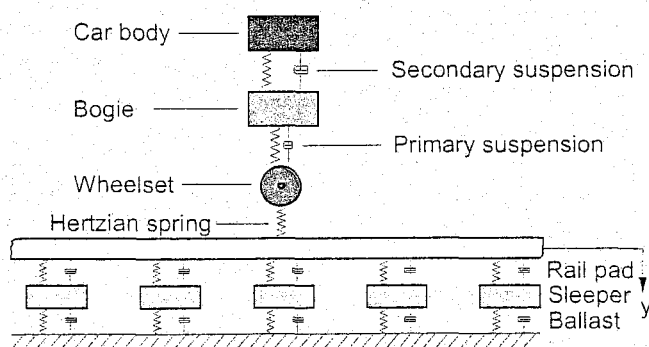 Car body
Secondary suspension
Bogie
Primary suspension
Wheelset
Hertzian spring
Rail pad
Sleeper
y
Ballast